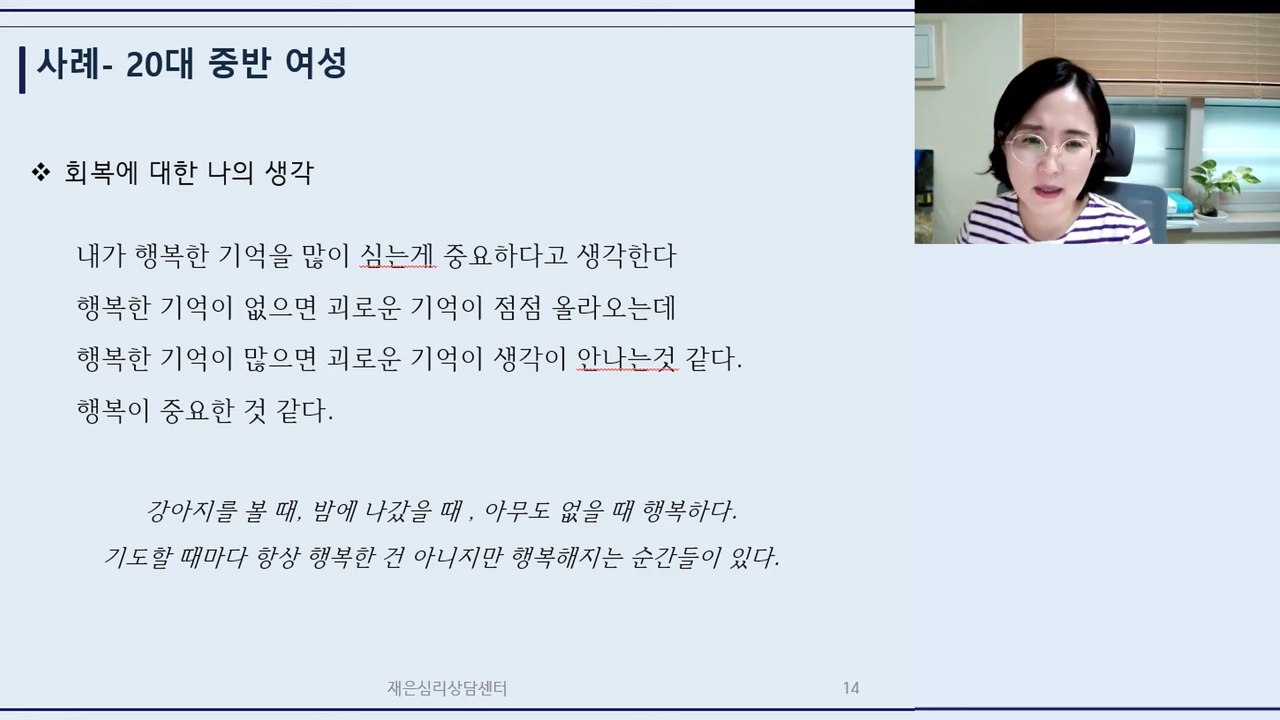 사례- 20대 중반 여성
❖ 회복에 대한 나의 생각
내가 행복한 기억을 많이 심는게 중요하다고 생각한다
행복한 기억이 없으면 괴로운 기억이 점점 올라오는데
행복한 기억이 많으면 괴로운 기억이 생각이 안나는것 같다.
행복이 중요한 것 같다.
강아지를 볼 때, 밤에 나갔을 때 , 아무도 없을 때 행복하다.
기도할 때마다 항상 행복한 건 아니지만 행복해지는 순간들이 있다.
재은심리상담센터
14